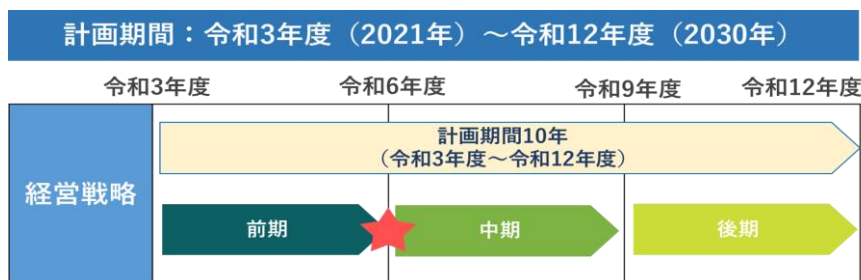 計画期間：令和3年度（2021年）～令和12年度（2030年）
令和3年度
令和6年度
令和9年度
令和12年度
計画期間10年
（令和3年度～令和12年度）
経営戦略
前期
中期
後期